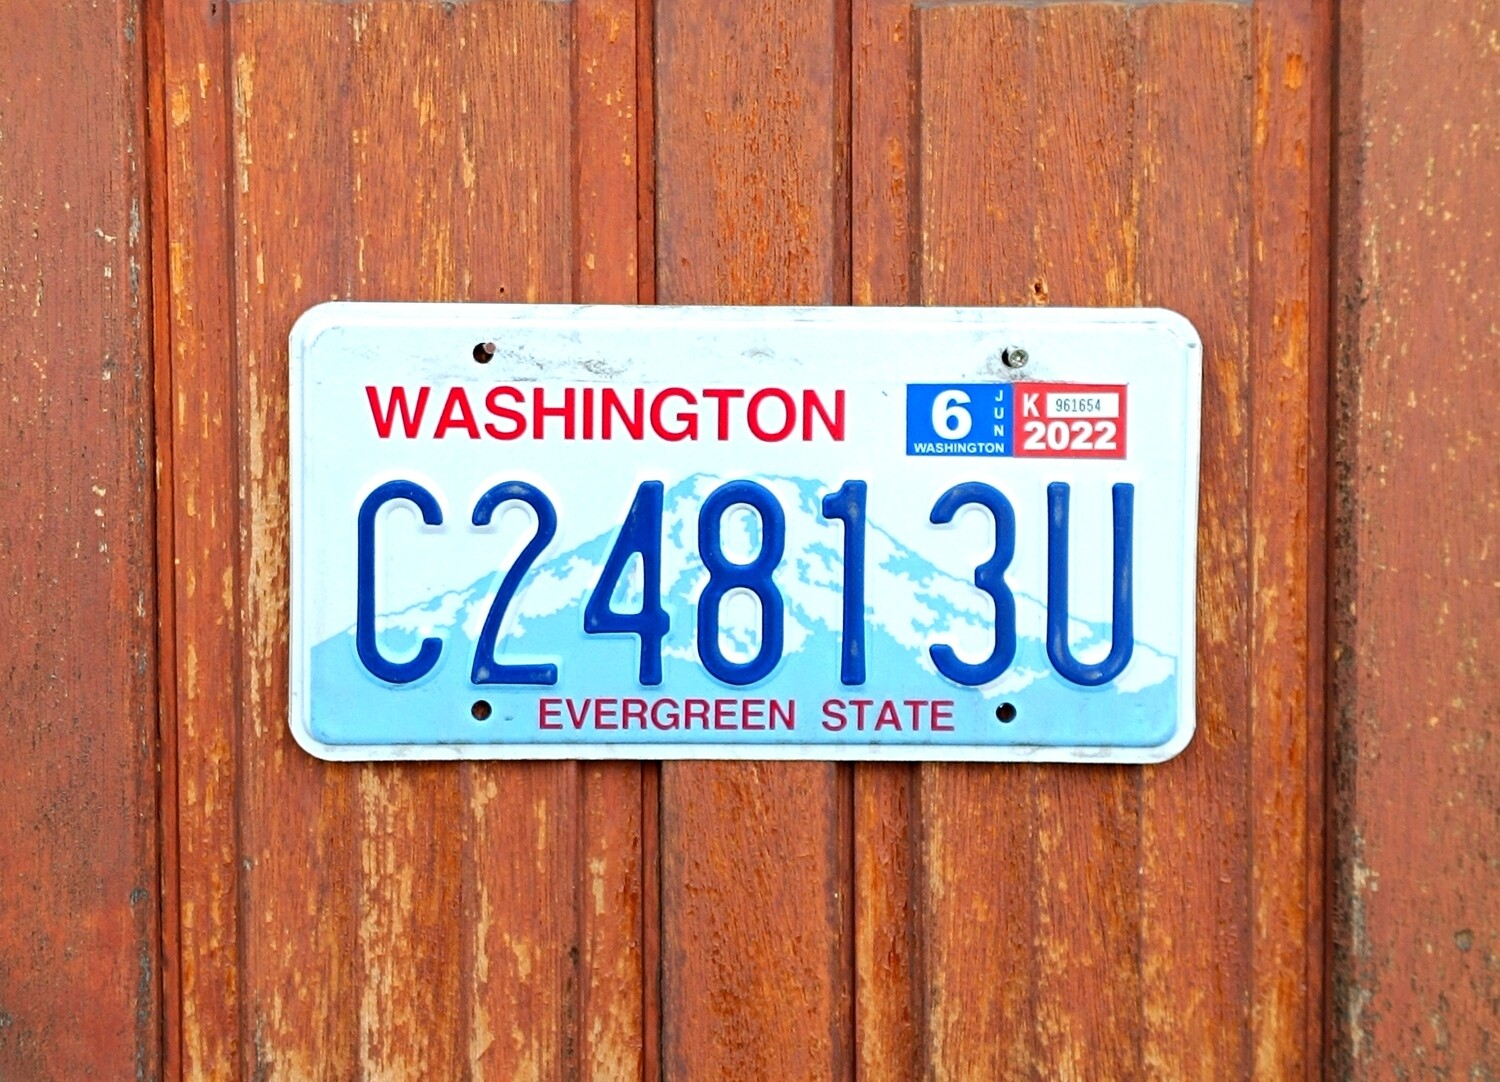 WASHINGTON
6 JUN
WASHINGTON
K 961654
2022
C24813U
EVERGREEN STATE